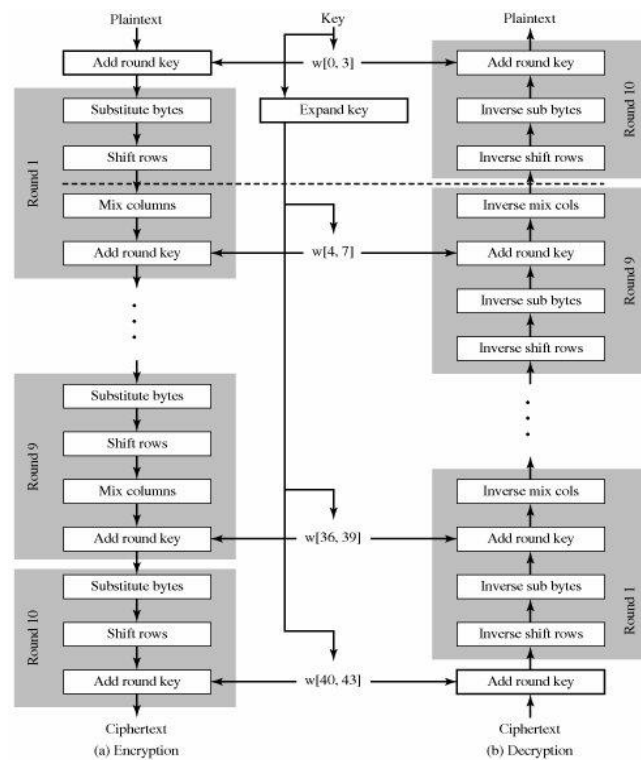 Plaintext
Add round key
Round 1
Substitute bytes
Shift rows
Mix columns
Add round key
Round 9
Substitute bytes
Shift rows
Mix columns
Add round key
Round 10
Substitute bytes
Shift rows
Add round key
Ciphertext
(a) Encryption
Key
w[0, 3]
Expand key
w[4, 7]
w[36, 39]
w[40, 43]
Plaintext
Add round key
Inverse sub bytes
Inverse shift rows
Round 10
Inverse mix cols
Add round key
Inverse sub bytes
Inverse shift rows
Round 9
Inverse mix cols
Add round key
Inverse sub bytes
Inverse shift rows
Round 1
Add round key
Ciphertext
(b) Decryption